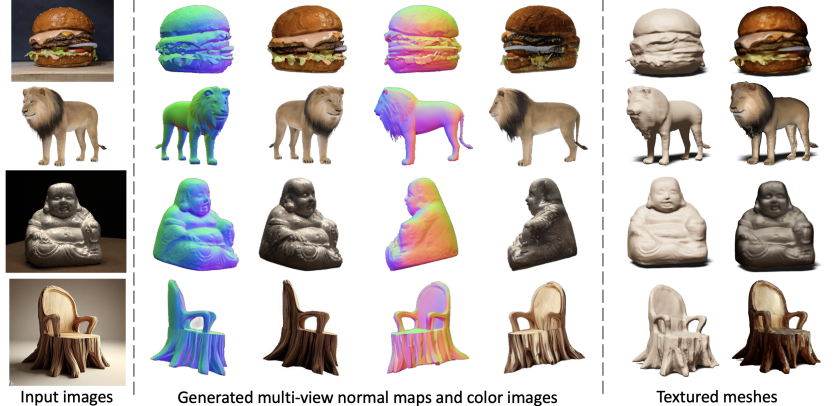 Input images
Generated multi-view normal maps and color images
Textured meshes